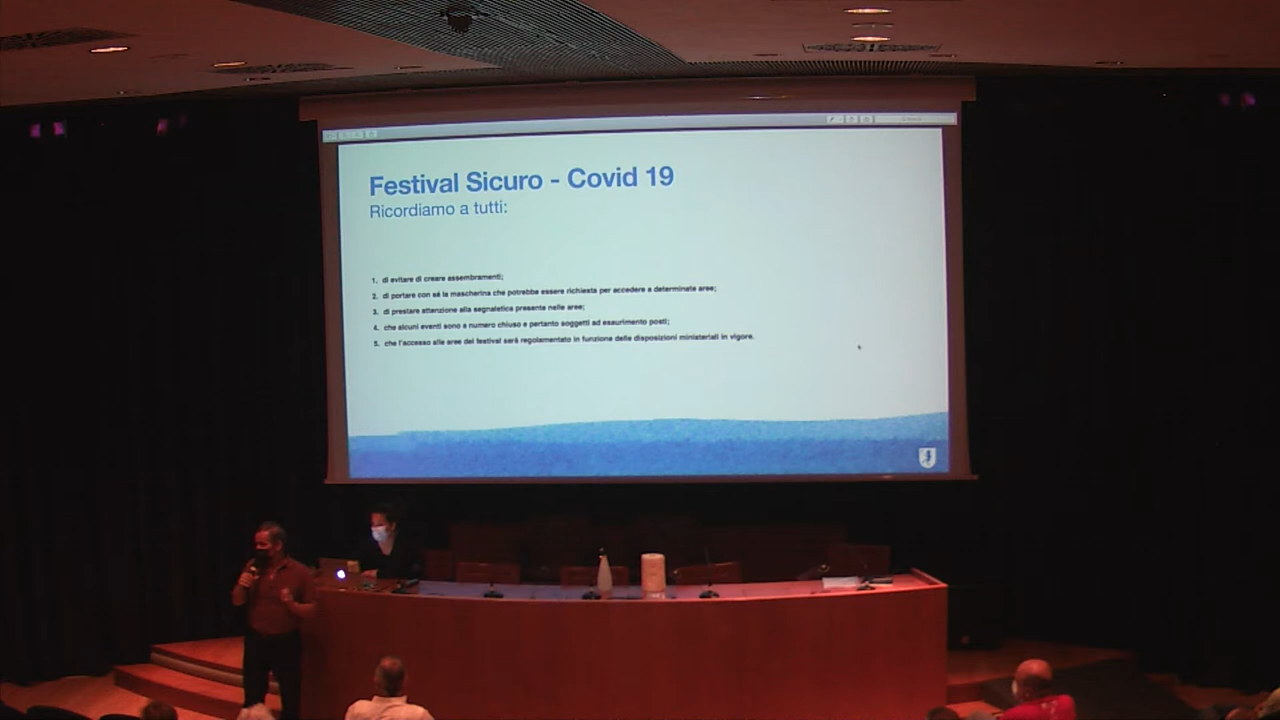 Festival Sicuro - Covid 19
Ricordiamo a tutti:
1. di evitare di creare assembramenti;
2. di portare con sé la mascherina che potrebbe essere richiesta per accedere a determinate aree;
3. di prestare attenzione alla segnaletica presente nelle aree;
4. che alcuni eventi sono a numero chiuso e pertanto soggetti ad esaurimento posti;
5. che l'accesso alle aree del festival sarà regolamentato in funzione delle disposizioni ministeriali in vigore.